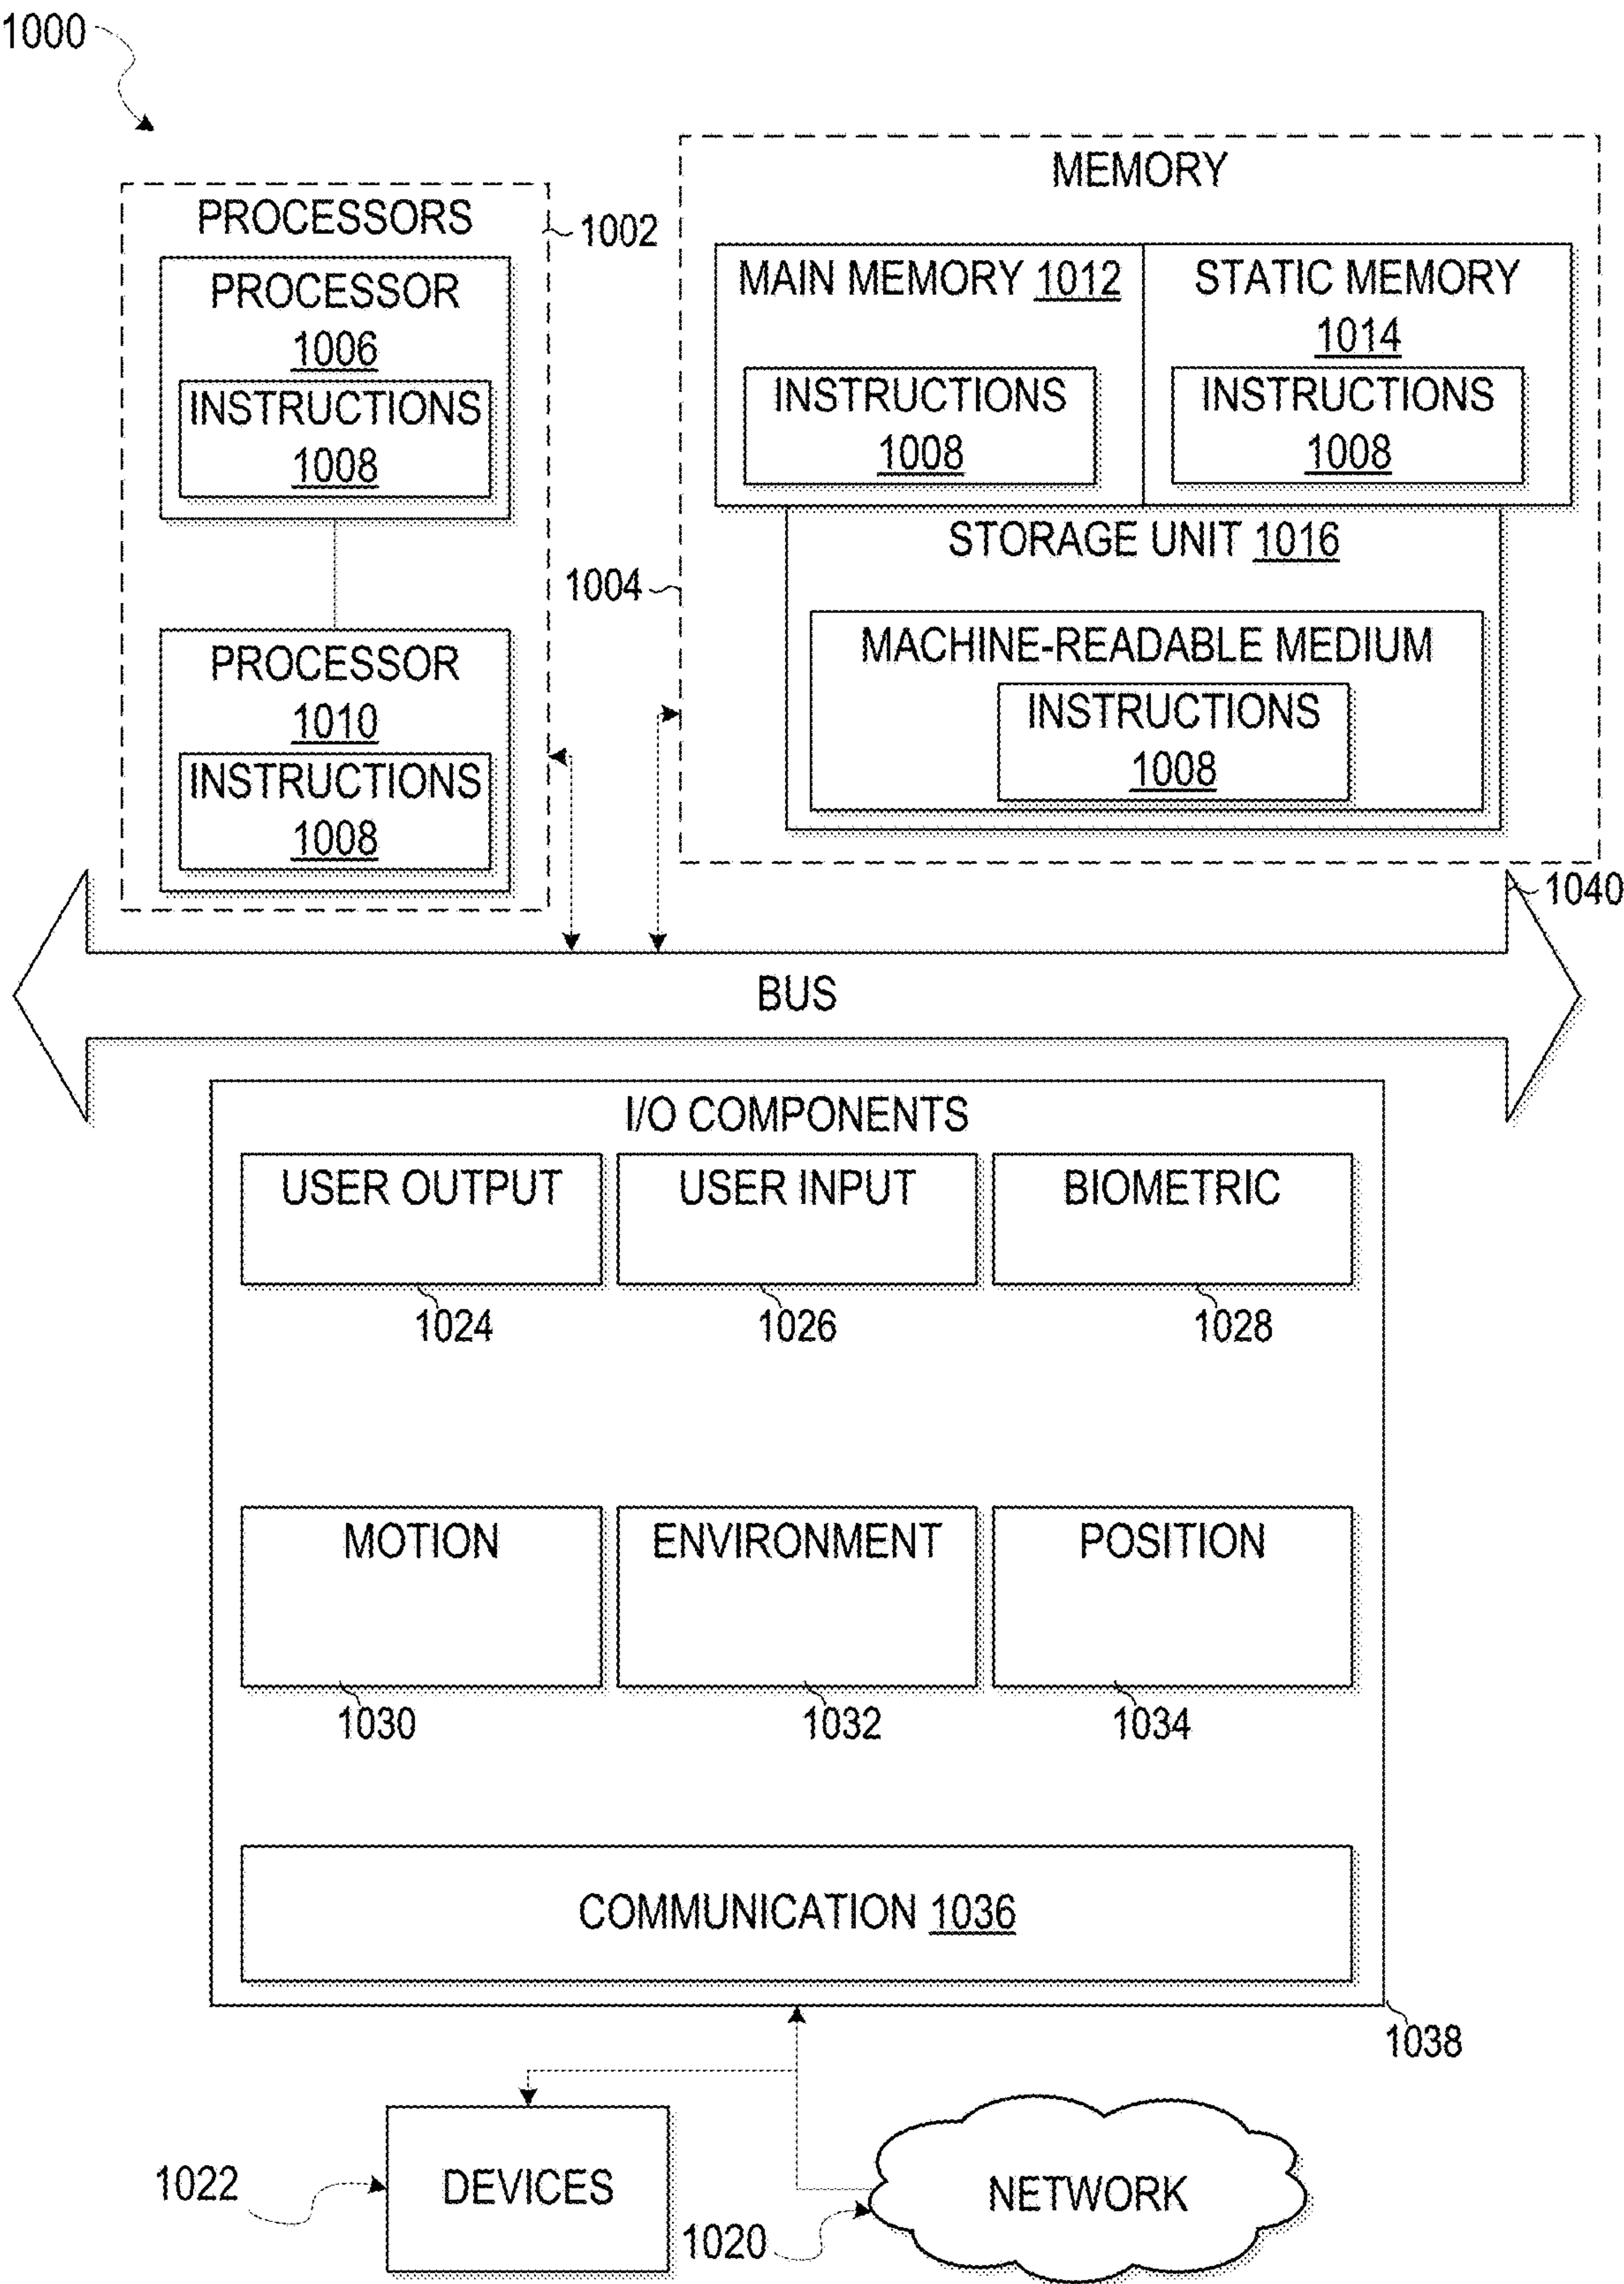 1000
PROCESSORS
1002
PROCESSOR
1006
INSTRUCTIONS
1008
PROCESSOR
1010
INSTRUCTIONS
1008
MEMORY
MAIN MEMORY 1012
INSTRUCTIONS
1008
STATIC MEMORY
1014
INSTRUCTIONS
1008
STORAGE UNIT 1016
1004
MACHINE-READABLE MEDIUM
INSTRUCTIONS
1008
1040
BUS
I/O COMPONENTS
USER OUTPUT
USER INPUT
BIOMETRIC
1024
1026
1028
MOTION
ENVIRONMENT
POSITION
1030
1032
1034
COMMUNICATION 1036
1038
1022
DEVICES
1020
NETWORK